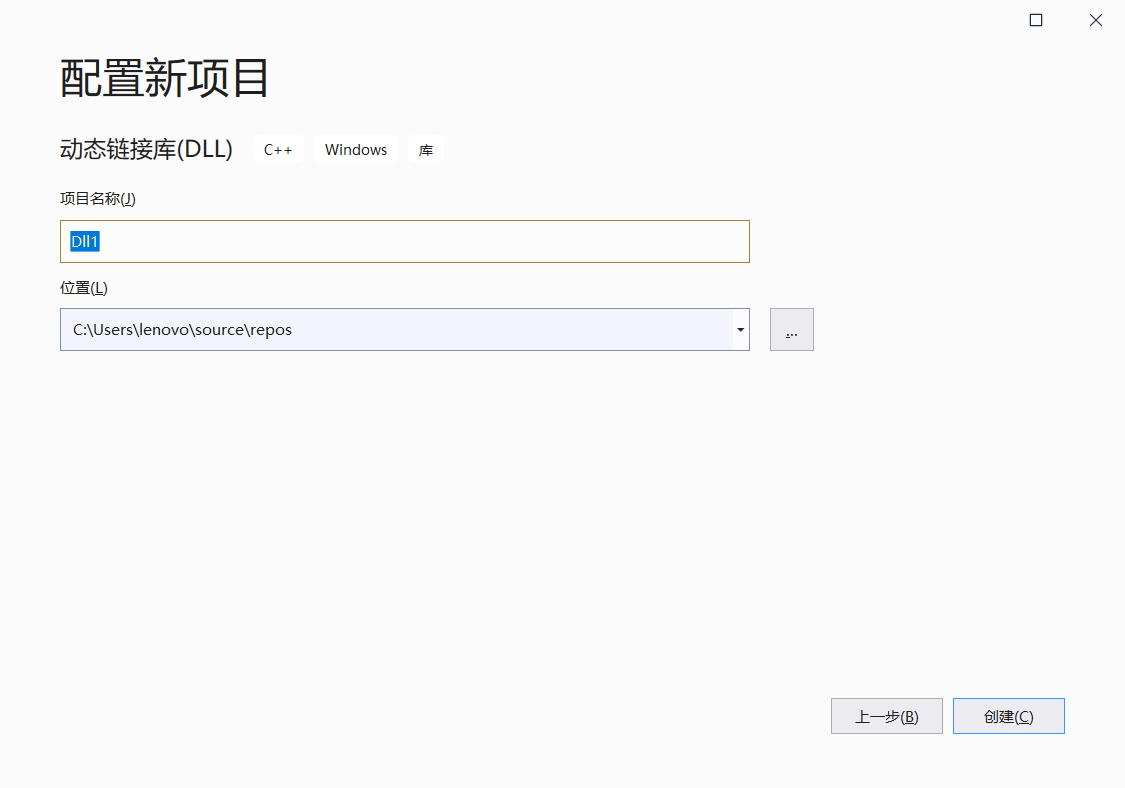 配置新项目
动态链接库(DLL) C++ Windows 库
项目名称(J)
Dll1
位置(L)
C:\Users\lenovo\source\repos
...
上一步(B) 创建(C)